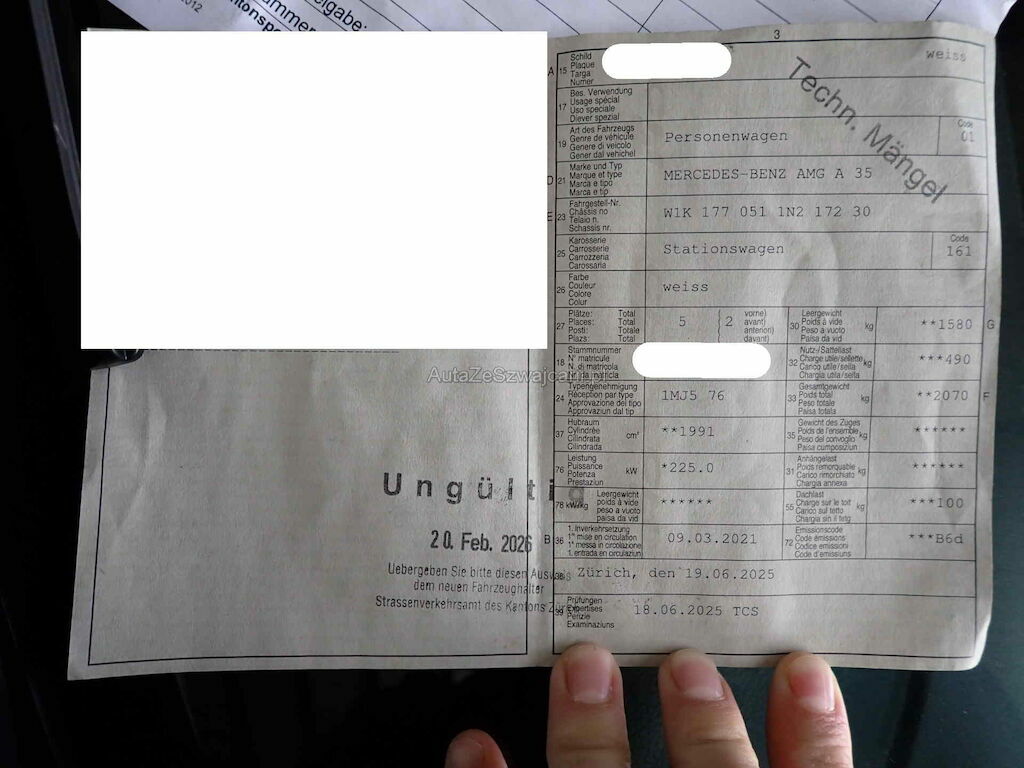 2012
3
A 15 Schild
Plaque
Targa
Numer
weiss
17 Bes. Verwendung
Usage spécial
Uso speciale
Diever spezial
19 Art des Fahrzeugs
Genre de véhicule
Genere di veicolo
Gener dal vehichel
Personenwagen
Code
01
Techn. Mängel
D 21 Marke und Typ
Marque et type
Marca e tipo
Marca e tip
MERCEDES-BENZ AMG A 35
E 23 Fahrgestell-Nr.
Châssis no
Telaio n.
Schassis nr.
W1K 177 051 1N2 172 30
25 Karosserie
Carrosserie
Carrozzeria
Carossaria
Stationswagen
Code
161
26 Farbe
Couleur
Colore
Colur
weiss
27 Plätze: Total
Places: Total
Posti: Totale
Plazs: Total
5 2 vorne)
avant)
anteriori)
davant)
30 Leergewicht
Poids à vide
Peso a vuoto
Paisa da vid
kg **1580 G
18 Stammnummer
N° matricule
N. di matricola
32 Nutz-/Sattellast
Charge utile/sellette
Carico utile/sella
Chargia utila/sella
kg ***490
AutaZeSzwajcarii
24 Typengenehmigung
Réception par type
Approvazione del tipo
Approvaziun dal tip
1MJ5 76
33 Gesamtgewicht
Poids total
Peso totale
Paisa totala
kg **2070 F
37 Hubraum
Cylindrée
Cilindrata
Cilindrada
cm³ **1991
35 Gewicht des Zuges
Poids de l'ensemble
Peso del convoglio
Paisa cumposiziun
kg ******
76 Leistung
Puissance
Potenza
Prestaziun
kW *225.0
31 Anhängelast
Poids remorquable
Carico rimorchiato
Chargia annexa
kg ******
Ungültig
78 kW/kg Leergewicht
poids à vide
peso a vuoto
paisa da vid
******
55 Dachlast
Charge sur le toit
Carico sul tetto
Chargia sin il tetg
kg ***100
20. Feb. 2026
B 36 1. Inverkehrsetzung
1re mise en circulation
1a messa in circolazione
1. entrada en circulaziun
09.03.2021
72 Emissionscode
Code émissions
Codice emissioni
Code d'emissiuns
***B6d
Uebergeben Sie bitte diesen Ausweis
dem neuen Fahrzeughalter
Strassenverkehrsamt des Kantons Zürich
38 Zürich, den 19.06.2025
39 Prüfungen
Expertises
Perizie
Examinaziuns
18.06.2025 TCS